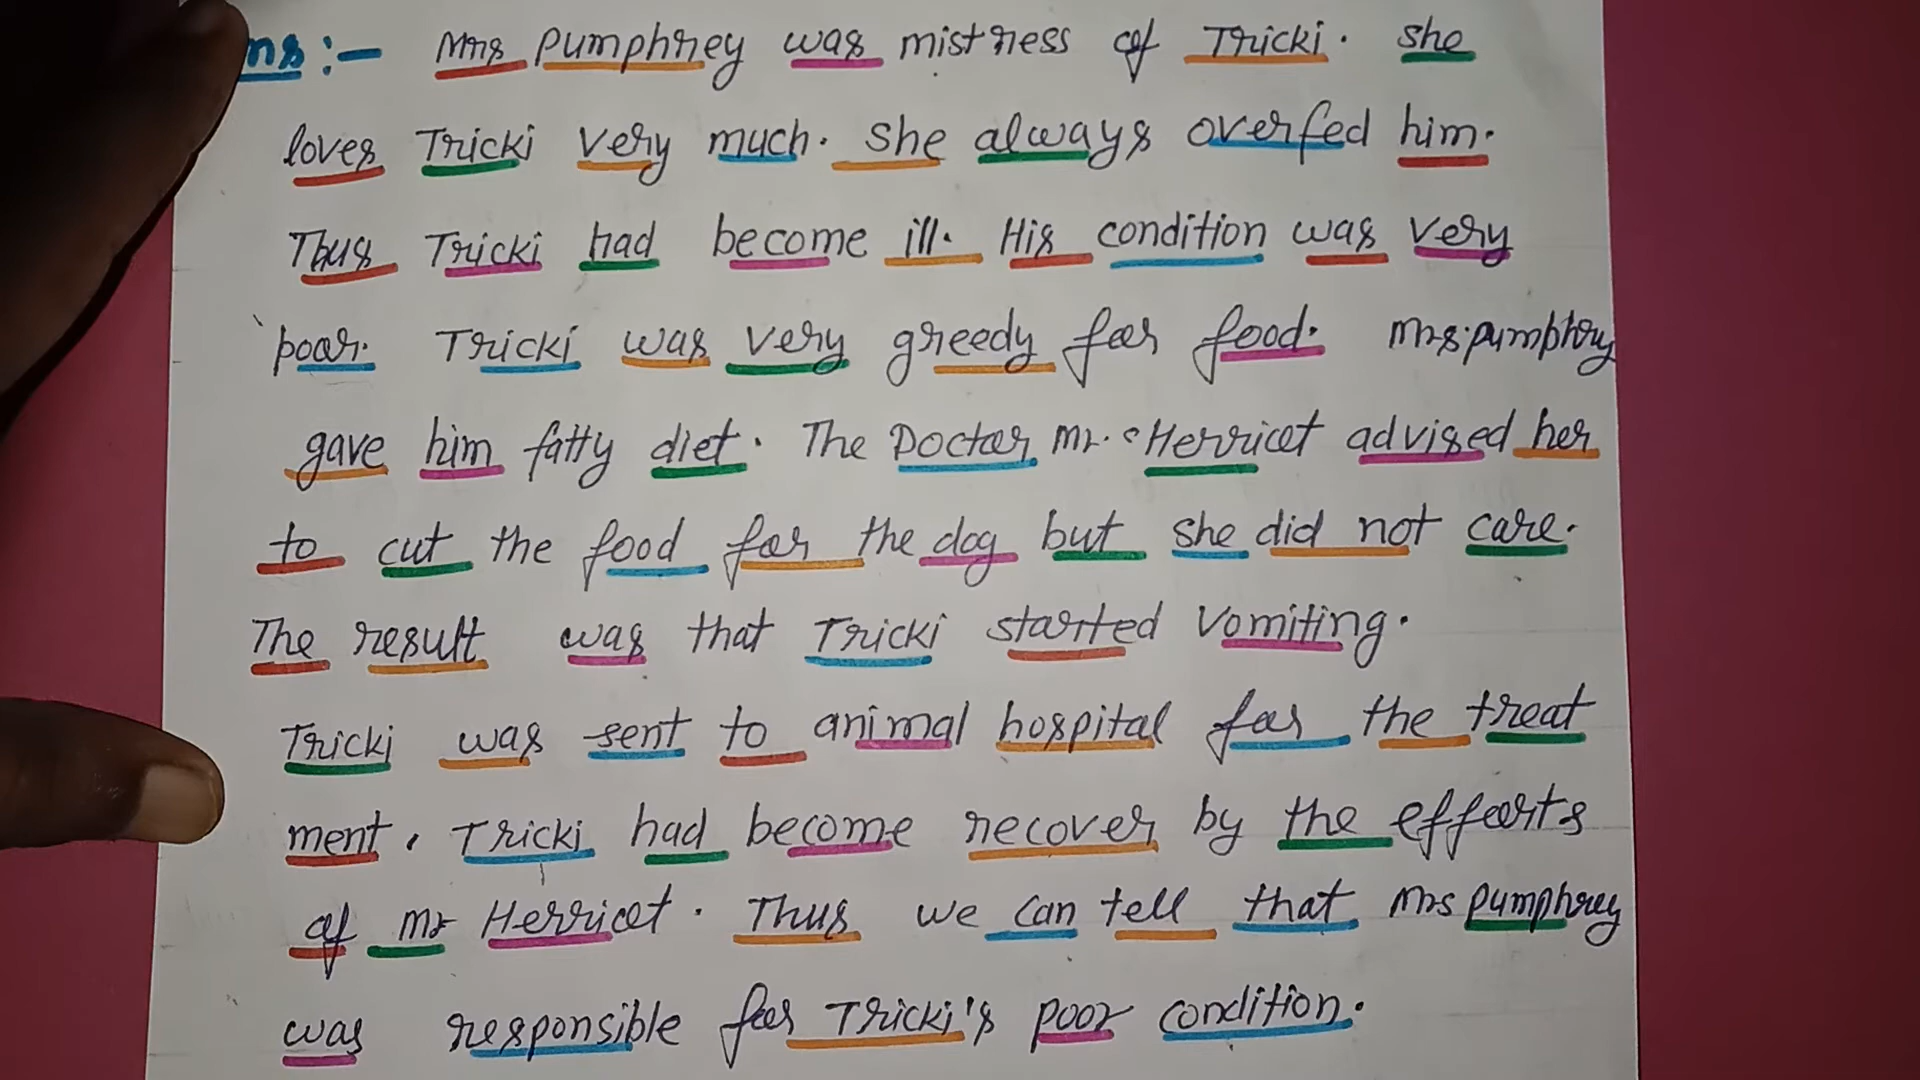 ns :- Mrs Pumphrey was mistress of Tricki. she
loves Tricki very much. She always overfed him.
Thus Tricki had become ill. His condition was very
poor. Tricki was very greedy for food. Mrs. pumphry
gave him fatty diet. The Doctor Mr. Herricot advised her
to cut the food for the dog but she did not care.
The result was that Tricki started Vomiting.
Tricki was sent to animal hospital for the treat
ment. Tricki had become recover by the efforts
of Mr Herricot. Thus we can tell that Mrs pumphrey
was responsible for Tricki's poor condition.